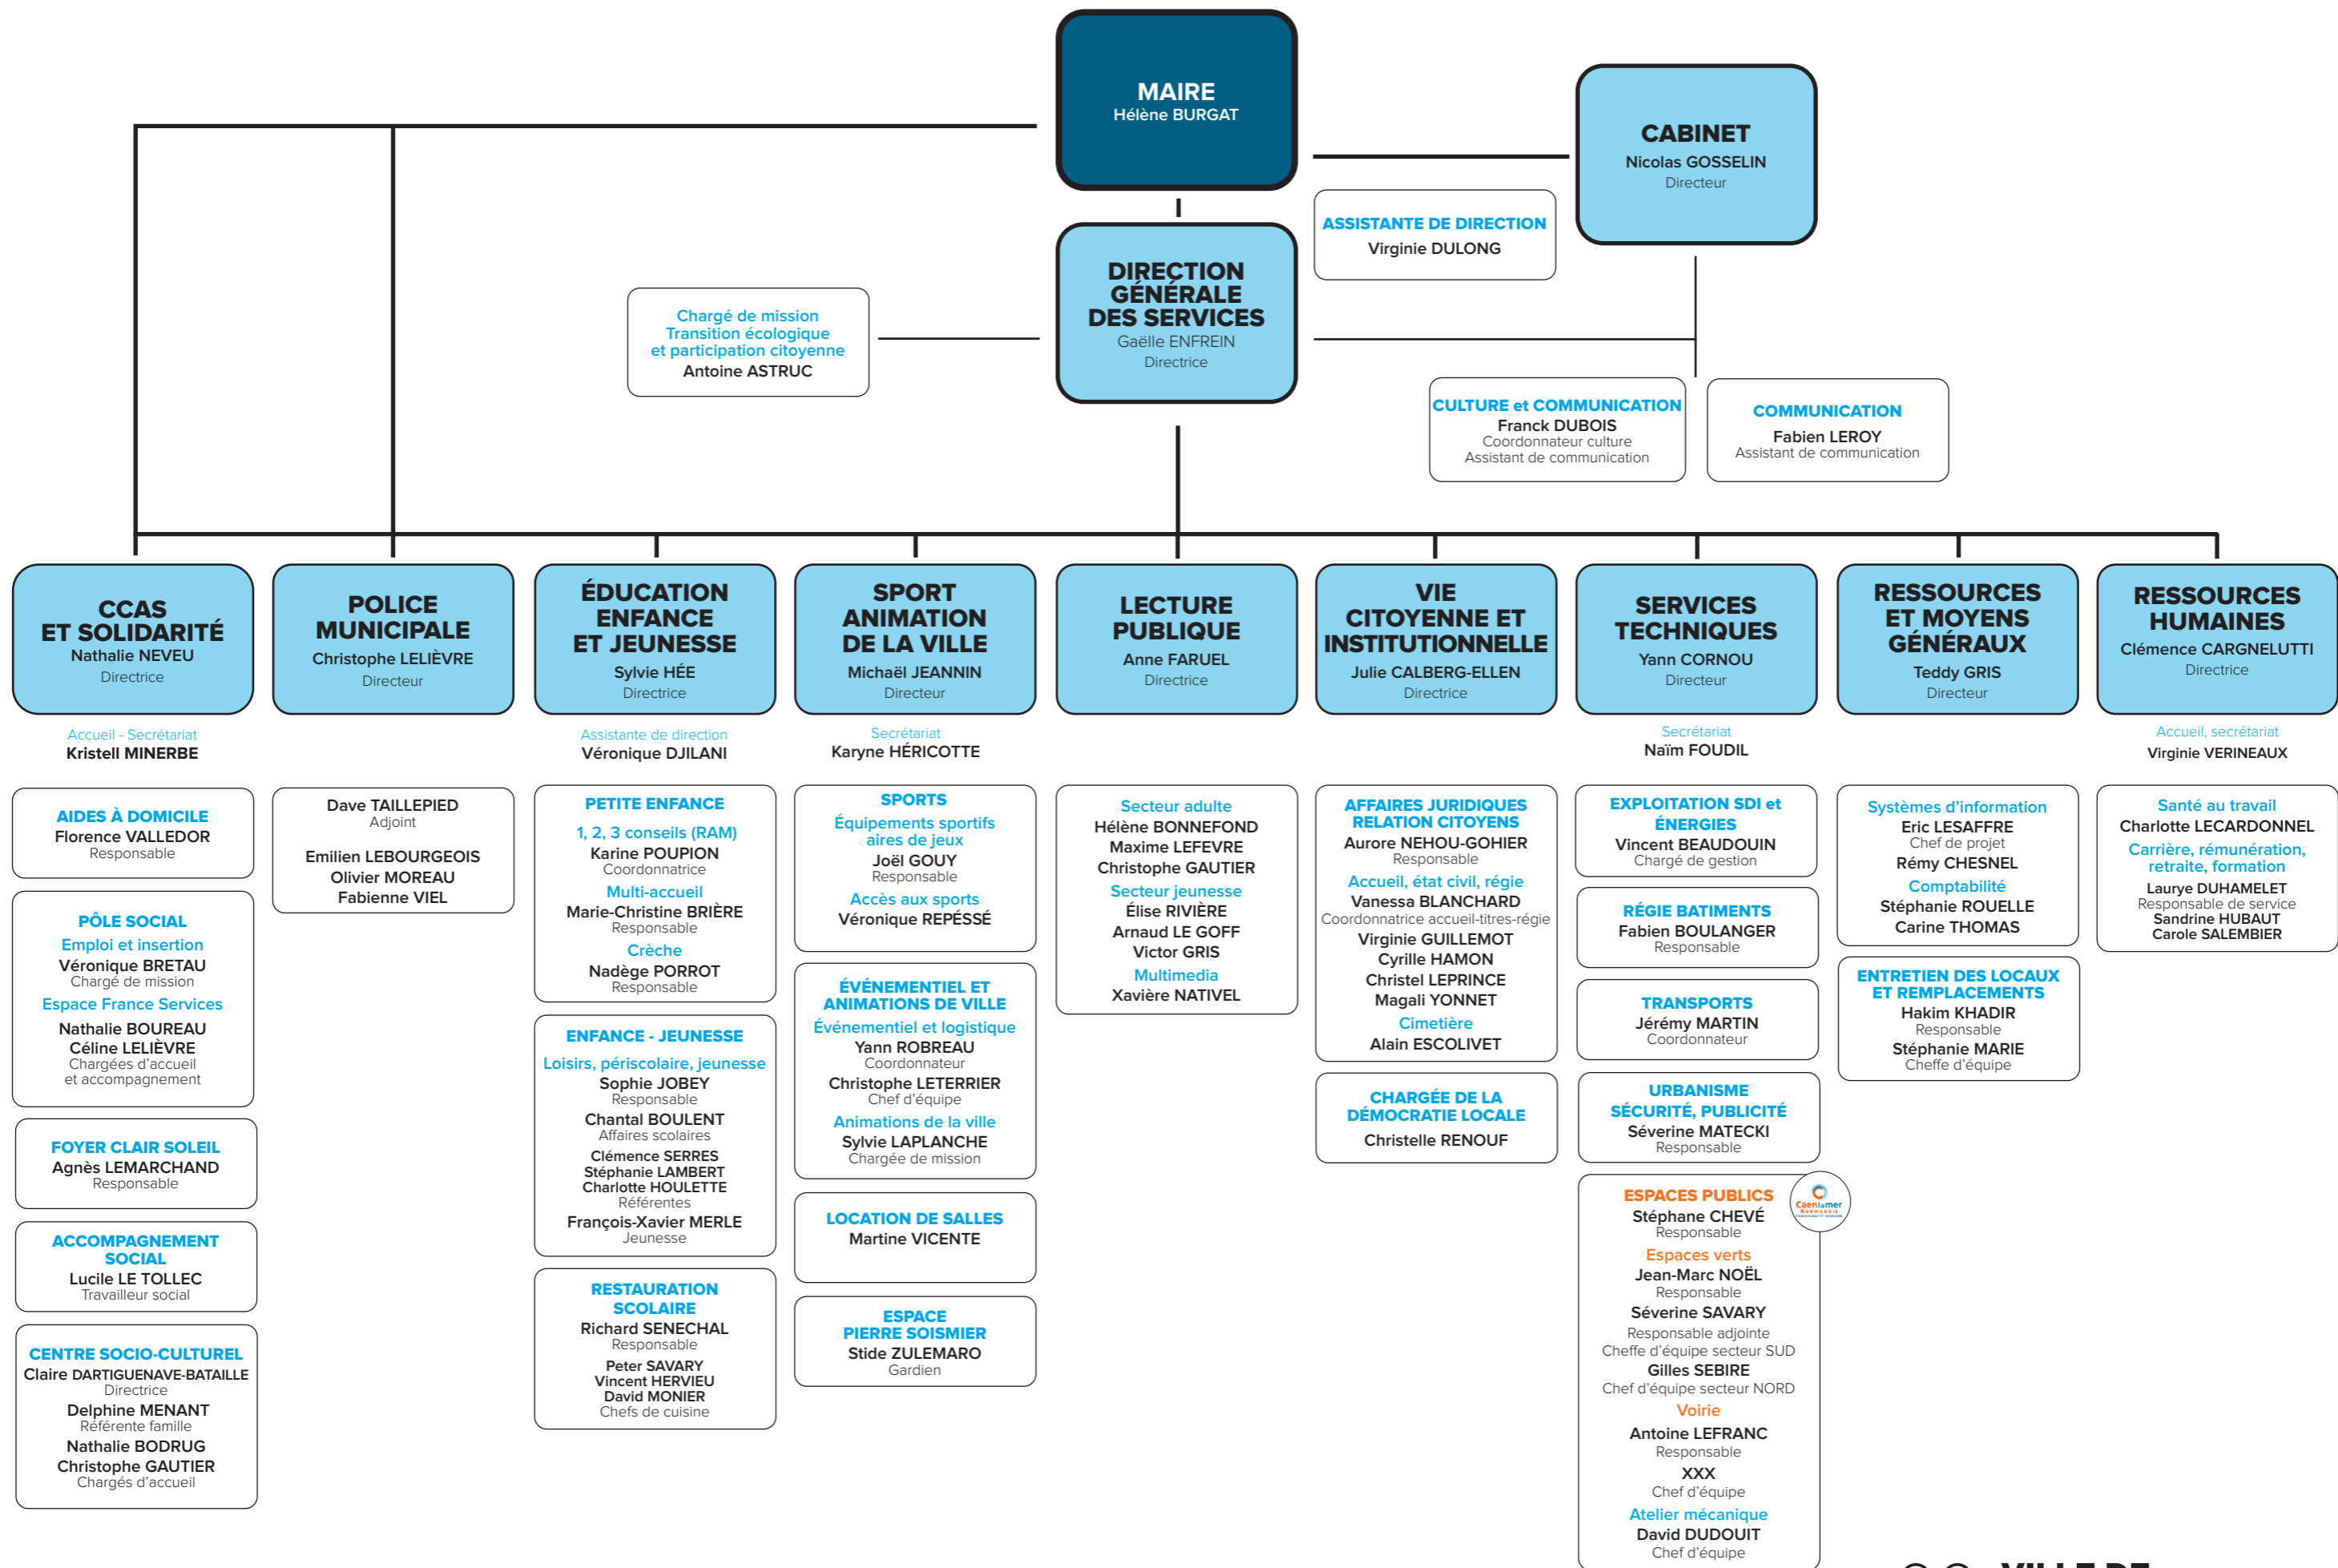 MAIRE
Hélène BURGAT
CABINET
Nicolas GOSSELIN
Directeur
ASSISTANTE DE DIRECTION
Virginie DULONG
DIRECTION
GÉNÉRALE
DES SERVICES
Gaëlle ENFREIN
Directrice
Chargé de mission
Transition écologique
et participation citoyenne
Antoine ASTRUC
CULTURE et COMMUNICATION
Franck DUBOIS
Coordonnateur culture
Assistant de communication
COMMUNICATION
Fabien LEROY
Assistant de communication
CCAS
ET SOLIDARITÉ
Nathalie NEVEU
Directrice
Accueil - Secrétariat
Kristell MINERBE
AIDES À DOMICILE
Florence VALLEDOR
Responsable
PÔLE SOCIAL
Emploi et insertion
Véronique BRETAU
Chargé de mission
Espace France Services
Nathalie BOUREAU
Céline LELIÈVRE
Chargées d'accueil
et accompagnement
FOYER CLAIR SOLEIL
Agnès LEMARCHAND
Responsable
ACCOMPAGNEMENT
SOCIAL
Lucile LE TOLLEC
Travailleur social
CENTRE SOCIO-CULTUREL
Claire DARTIGUENAVE-BATAILLE
Directrice
Delphine MENANT
Référente famille
Nathalie BODRUG
Christophe GAUTIER
Chargés d'accueil
POLICE
MUNICIPALE
Christophe LELIÈVRE
Directeur
Dave TAILLEPIED
Adjoint
Emilien LEBOURGEOIS
Olivier MOREAU
Fabienne VIEL
ÉDUCATION
ENFANCE
ET JEUNESSE
Sylvie HÉE
Directrice
Assistante de direction
Véronique DJILANI
PETITE ENFANCE
1, 2, 3 conseils (RAM)
Karine POUPION
Coordonnatrice
Multi-accueil
Marie-Christine BRIÈRE
Responsable
Crèche
Nadège PORROT
Responsable
ENFANCE - JEUNESSE
Loisirs, périscolaire, jeunesse
Sophie JOBEY
Responsable
Chantal BOULENT
Affaires scolaires
Clémence SERRES
Stéphanie LAMBERT
Charlotte HOULETTE
Référentes
François-Xavier MERLE
Jeunesse
RESTAURATION
SCOLAIRE
Richard SENECHAL
Responsable
Peter SAVARY
Vincent HERVIEU
David MONIER
Chefs de cuisine
SPORT
ANIMATION
DE LA VILLE
Michaël JEANNIN
Directeur
Secrétariat
Karyne HÉRICOTTE
SPORTS
Équipements sportifs
aires de jeux
Joël GOUY
Responsable
Accès aux sports
Véronique REPÉSSÉ
ÉVÉNEMENTIEL ET
ANIMATIONS DE VILLE
Événementiel et logistique
Yann ROBREAU
Coordonnateur
Christophe LETERRIER
Chef d'équipe
Animations de la ville
Sylvie LAPLANCHE
Chargée de mission
LOCATION DE SALLES
Martine VICENTE
ESPACE
PIERRE SOISMIER
Stide ZULEMARO
Gardien
LECTURE
PUBLIQUE
Anne FARUEL
Directrice
Secteur adulte
Hélène BONNEFOND
Maxime LEFEVRE
Christophe GAUTIER
Secteur jeunesse
Élise RIVIÈRE
Arnaud LE GOFF
Victor GRIS
Multimedia
Xavière NATIVEL
VIE
CITOYENNE ET
INSTITUTIONNELLE
Julie CALBERG-ELLEN
Directrice
AFFAIRES JURIDIQUES
RELATION CITOYENS
Aurore NEHOU-GOHIER
Responsable
Accueil, état civil, régie
Vanessa BLANCHARD
Coordonnatrice accueil-titres-régie
Virginie GUILLEMOT
Cyrille HAMON
Christel LEPRINCE
Magali YONNET
Cimetière
Alain ESCOLIVET
CHARGÉE DE LA
DÉMOCRATIE LOCALE
Christelle RENOUF
SERVICES
TECHNIQUES
Yann CORNOU
Directeur
Secrétariat
Naïm FOUDIL
EXPLOITATION SDI et
ÉNERGIES
Vincent BEAUDOUIN
Chargé de gestion
RÉGIE BATIMENTS
Fabien BOULANGER
Responsable
TRANSPORTS
Jérémy MARTIN
Coordonnateur
URBANISME
SÉCURITÉ, PUBLICITÉ
Séverine MATECKI
Responsable
ESPACES PUBLICS
Caen la mer
NORMANDIE
COMMUNAUTÉ URBAINE
Stéphane CHEVÉ
Responsable
Espaces verts
Jean-Marc NOËL
Responsable
Séverine SAVARY
Responsable adjointe
Cheffe d'équipe secteur SUD
Gilles SEBIRE
Chef d'équipe secteur NORD
Voirie
Antoine LEFRANC
Responsable
XXX
Chef d'équipe
Atelier mécanique
David DUDOUIT
Chef d'équipe
RESSOURCES
ET MOYENS
GÉNÉRAUX
Teddy GRIS
Directeur
Systèmes d'information
Eric LESAFFRE
Chef de projet
Rémy CHESNEL
Comptabilité
Stéphanie ROUELLE
Carine THOMAS
ENTRETIEN DES LOCAUX
ET REMPLACEMENTS
Hakim KHADIR
Responsable
Stéphanie MARIE
Cheffe d'équipe
RESSOURCES
HUMAINES
Clémence CARGNELUTTI
Directrice
Accueil, secrétariat
Virginie VERINEAUX
Santé au travail
Charlotte LECARDONNEL
Carrière, rémunération,
retraite, formation
Laurye DUHAMELET
Responsable de service
Sandrine HUBAUT
Carole SALEMBIER
VILLE DE